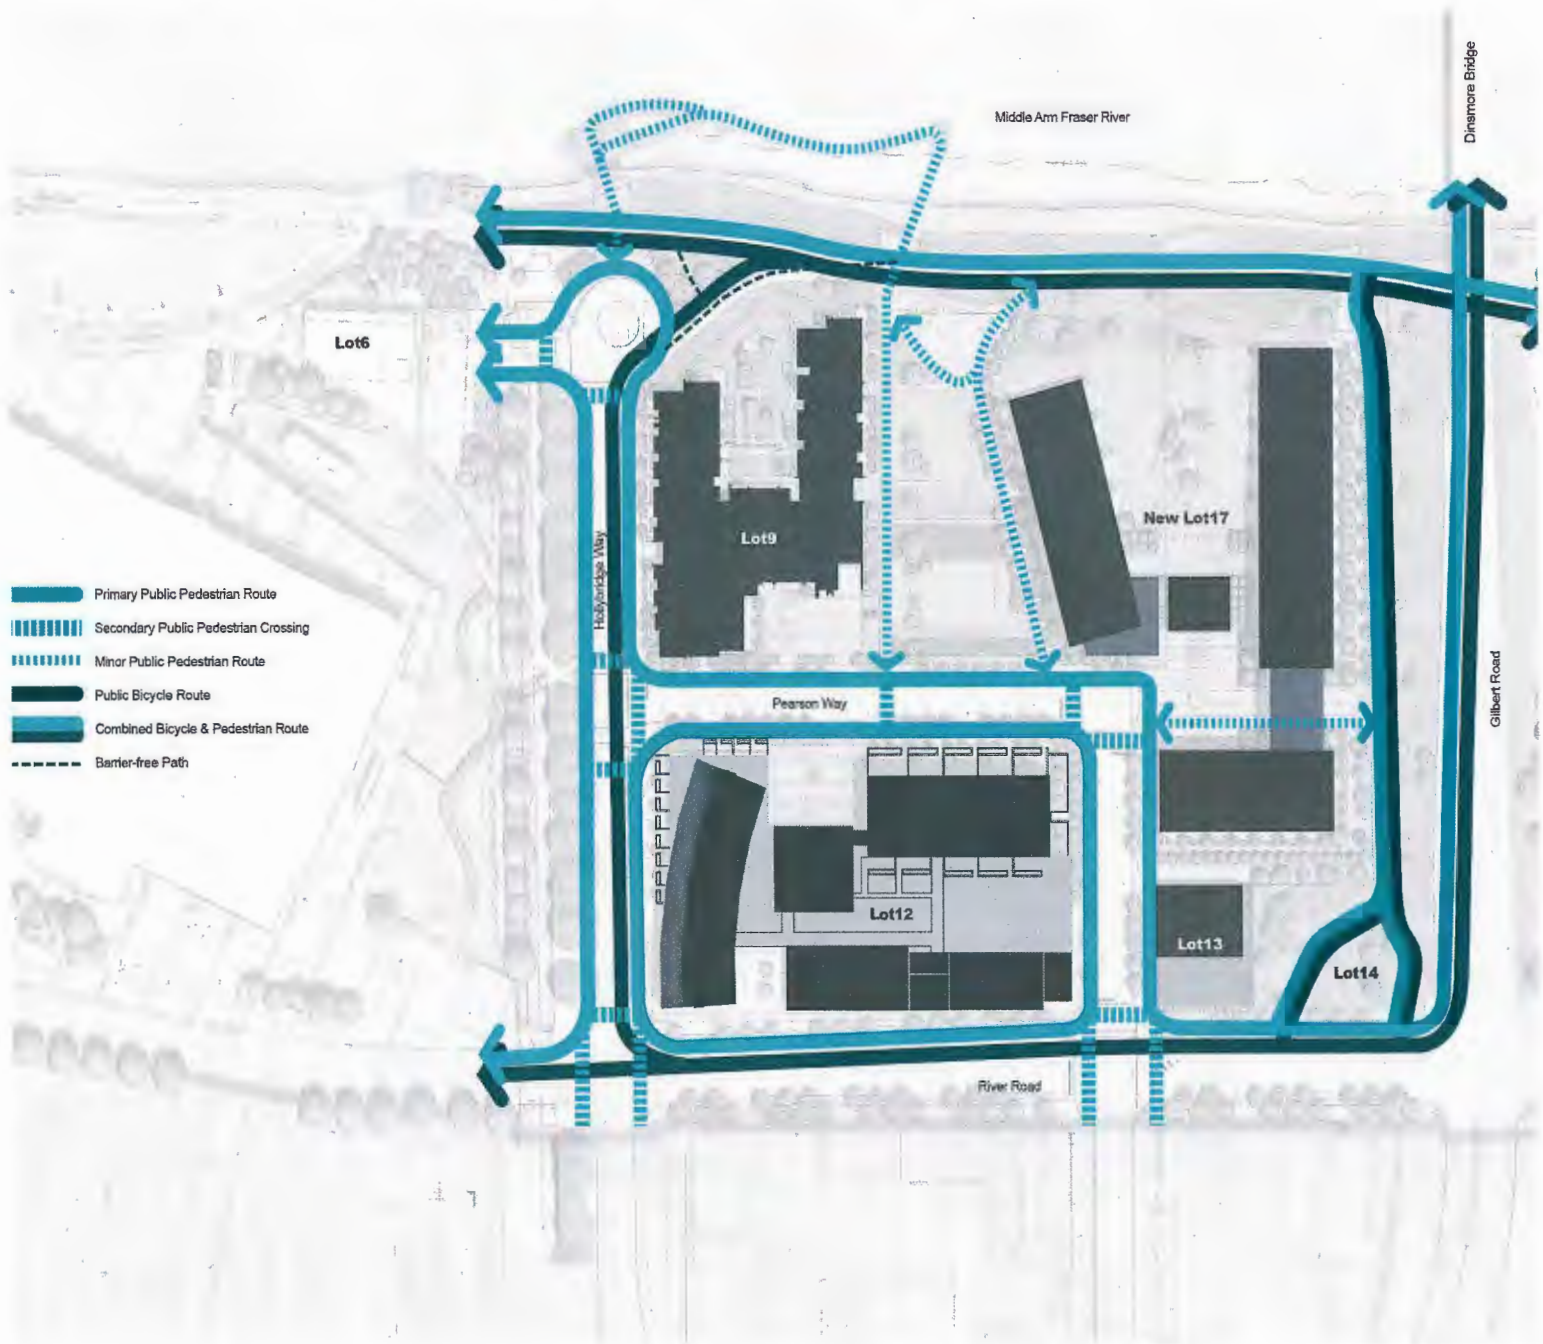 Dinsmore Bridge
Middle Arm Fraser River
Lot6
New Lot17
Lot9
Hollybridge Way
Primary Public Pedestrian Route
Secondary Public Pedestrian Crossing
Minor Public Pedestrian Route
Public Bicycle Route
Combined Bicycle & Pedestrian Route
Barrier-free Path
Gilbert Road
Pearson Way
Lot12
Lot13
Lot14
River Road